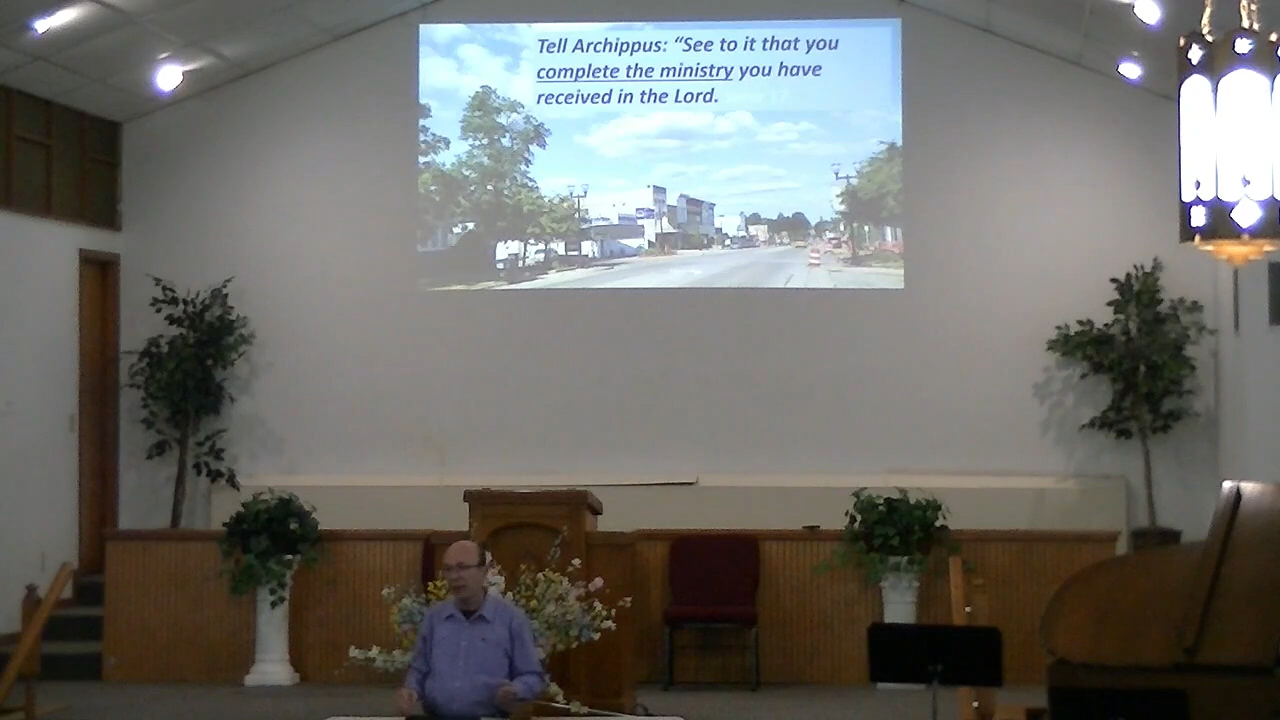 Tell Archippus: “See to it that you
complete the ministry you have
received in the Lord.